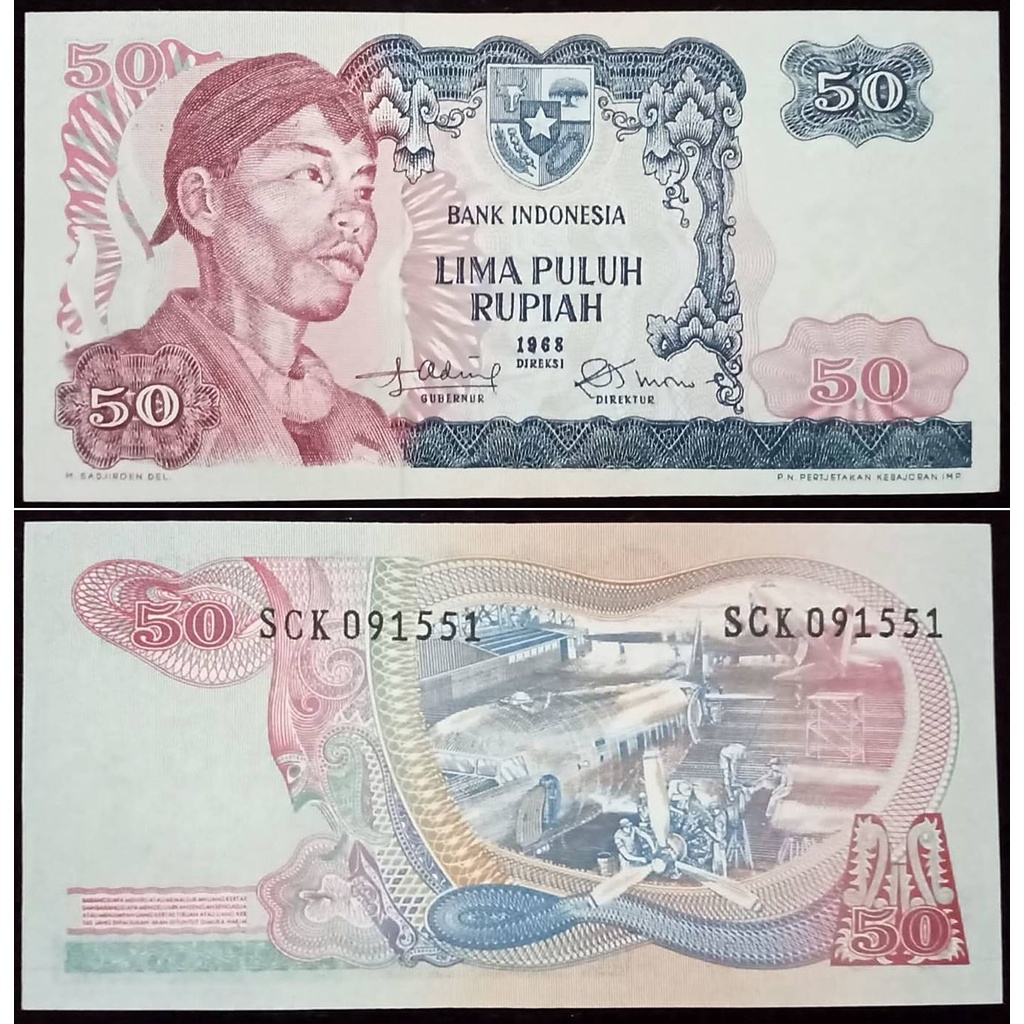 50
50
BANK INDONESIA
LIMA PULUH
RUPIAH
1968
DIREKSI
GUBERNUR
DIREKTUR
50
50
M. SADJIROEN DEL.
P.N. PERTJETAKAN KEBAJORAN IMP.
50
SCK 091551
SCK 091551
50